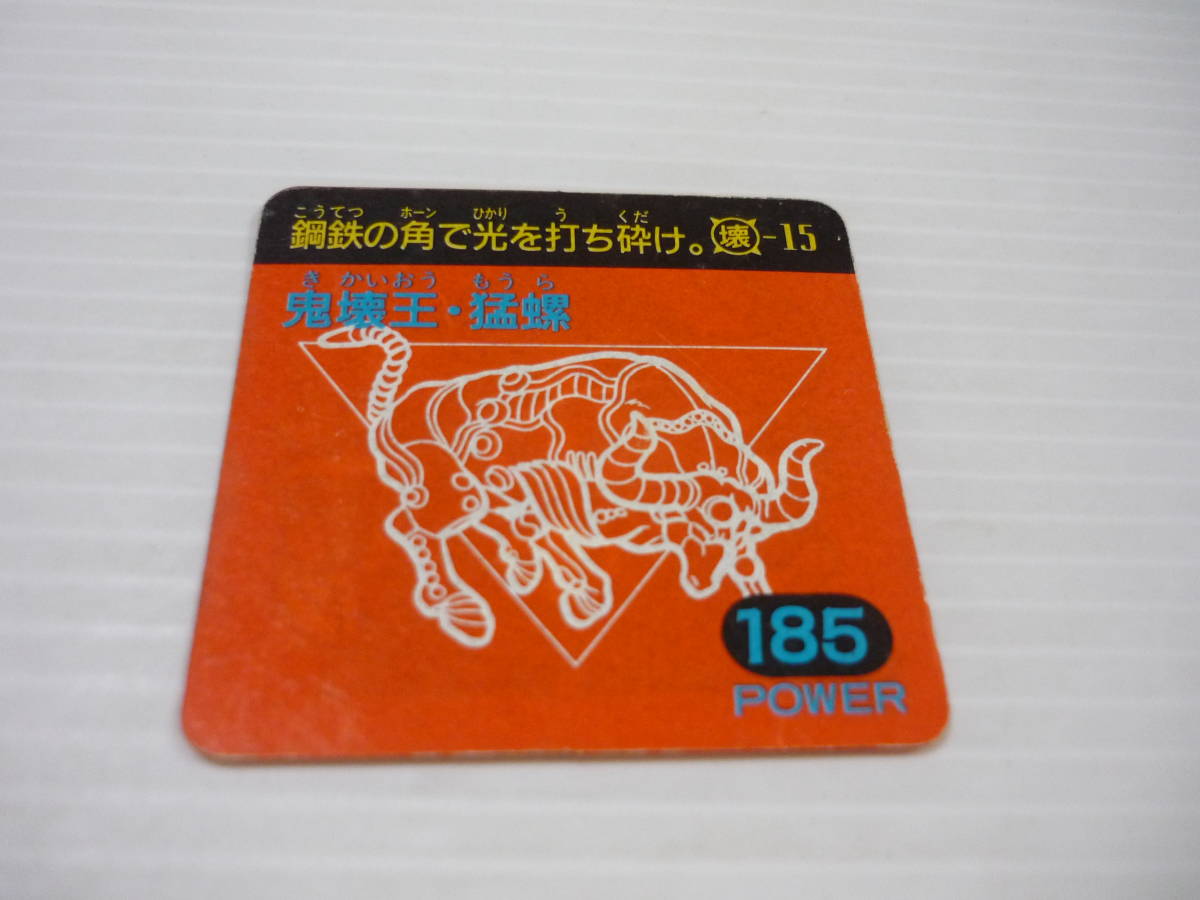 こうてつ ホーン ひかり う くだ
鋼鉄の角で光を打ち砕け。壊-15
き かいおう もうら
鬼壊王・猛螺
185
POWER